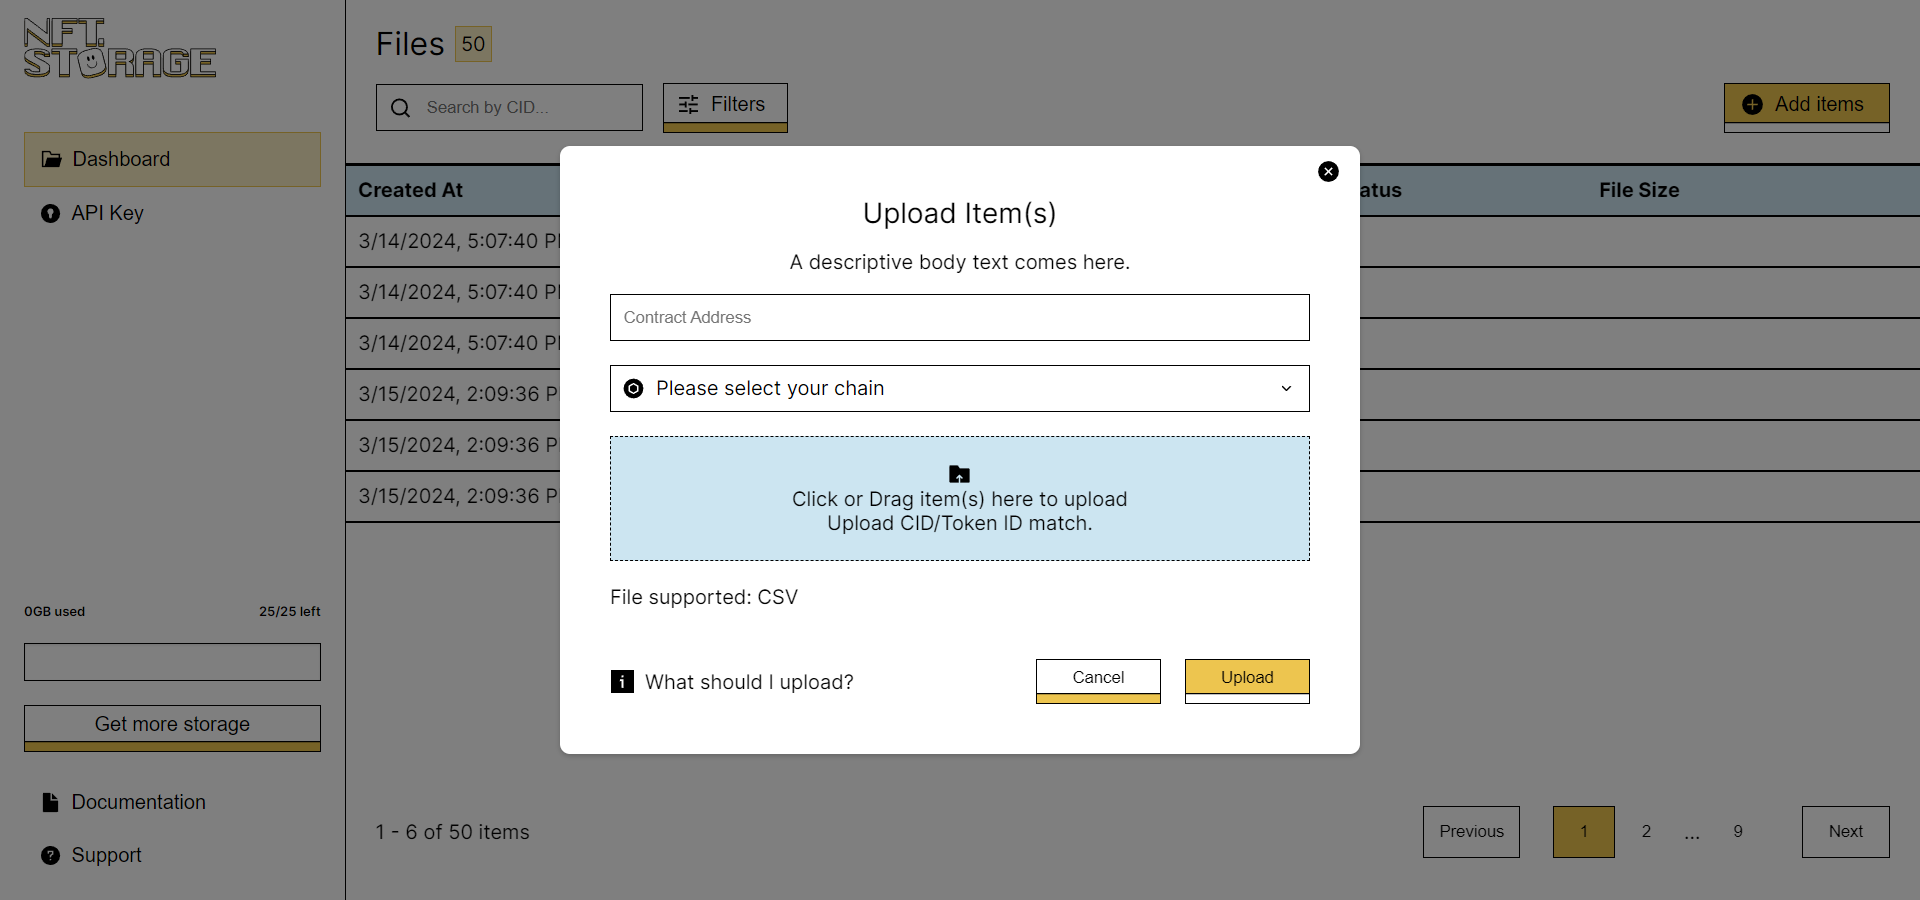 NFT.
STORAGE
Dashboard
API Key
0GB used
25/25 left
Get more storage
Documentation
Support
Files 50
Search by CID...
Filters
Add items
Created At
atus
File Size
3/14/2024, 5:07:40 P
3/14/2024, 5:07:40 P
3/14/2024, 5:07:40 P
3/15/2024, 2:09:36 P
3/15/2024, 2:09:36 P
3/15/2024, 2:09:36 P
Upload Item(s)
A descriptive body text comes here.
Contract Address
Please select your chain
Click or Drag item(s) here to upload
Upload CID/Token ID match.
File supported: CSV
What should I upload?
Cancel
Upload
1 - 6 of 50 items
Previous
1
2
...
9
Next